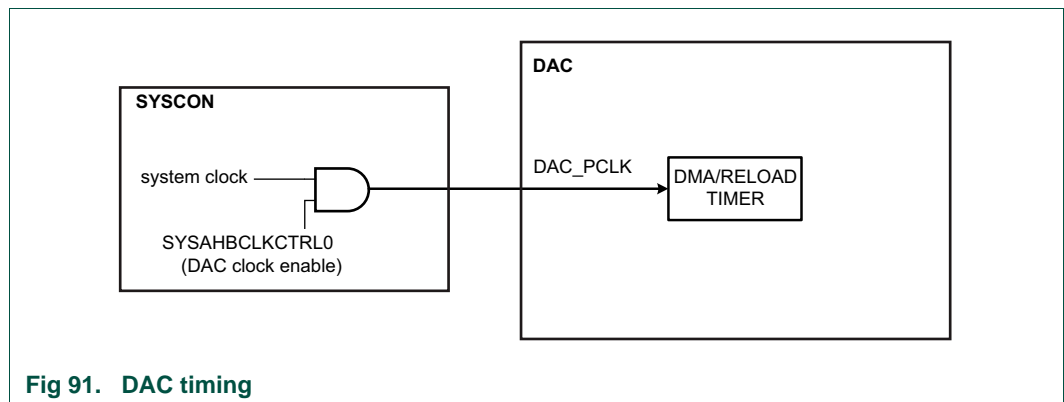 SYSCON
system clock
SYSAHBCLKCTRL0
(DAC clock enable)
DAC
DAC_PCLK
DMA/RELOAD
TIMER
Fig 91. DAC timing